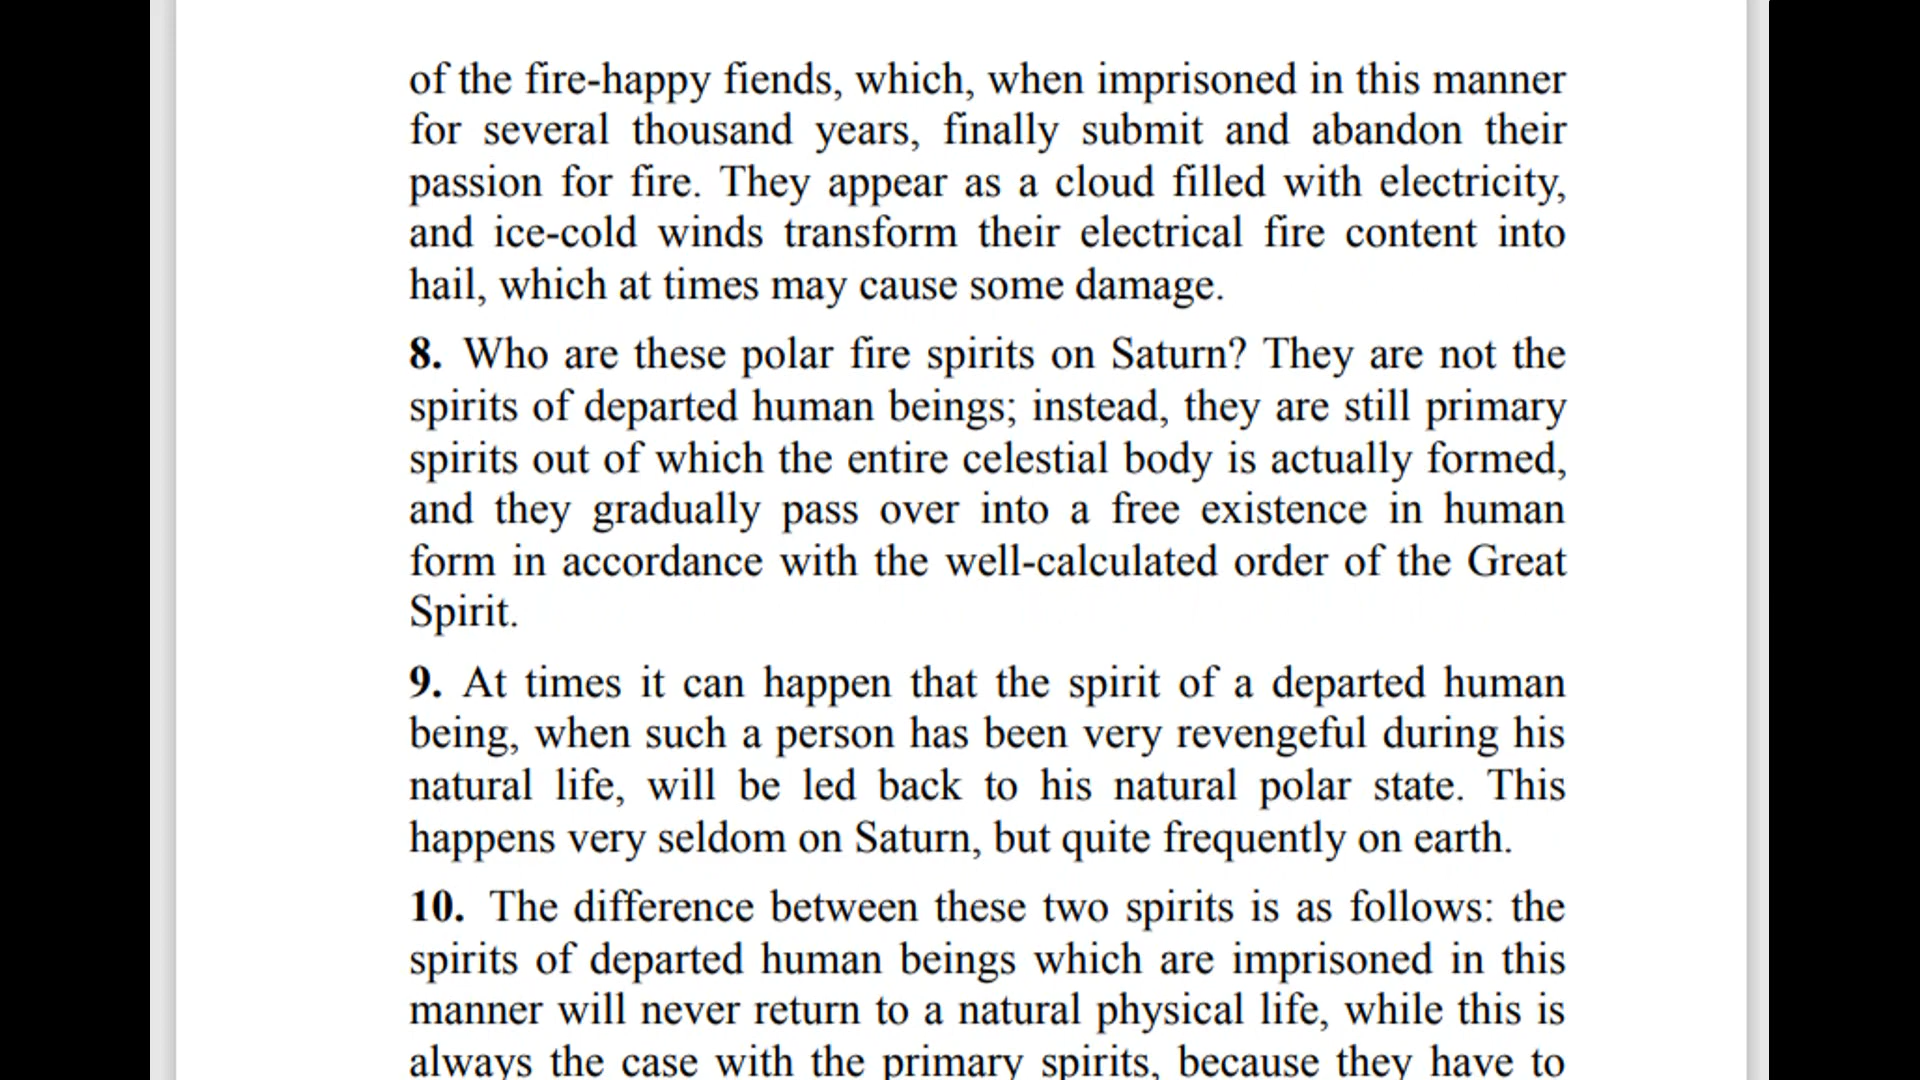 of the fire-happy fiends, which, when imprisoned in this manner
for several thousand years, finally submit and abandon their
passion for fire. They appear as a cloud filled with electricity,
and ice-cold winds transform their electrical fire content into
hail, which at times may cause some damage.
8. Who are these polar fire spirits on Saturn? They are not the
spirits of departed human beings; instead, they are still primary
spirits out of which the entire celestial body is actually formed,
and they gradually pass over into a free existence in human
form in accordance with the well-calculated order of the Great
Spirit.
9. At times it can happen that the spirit of a departed human
being, when such a person has been very revengeful during his
natural life, will be led back to his natural polar state. This
happens very seldom on Saturn, but quite frequently on earth.
10. The difference between these two spirits is as follows: the
spirits of departed human beings which are imprisoned in this
manner will never return to a natural physical life, while this is
always the case with the primary spirits, because they have to